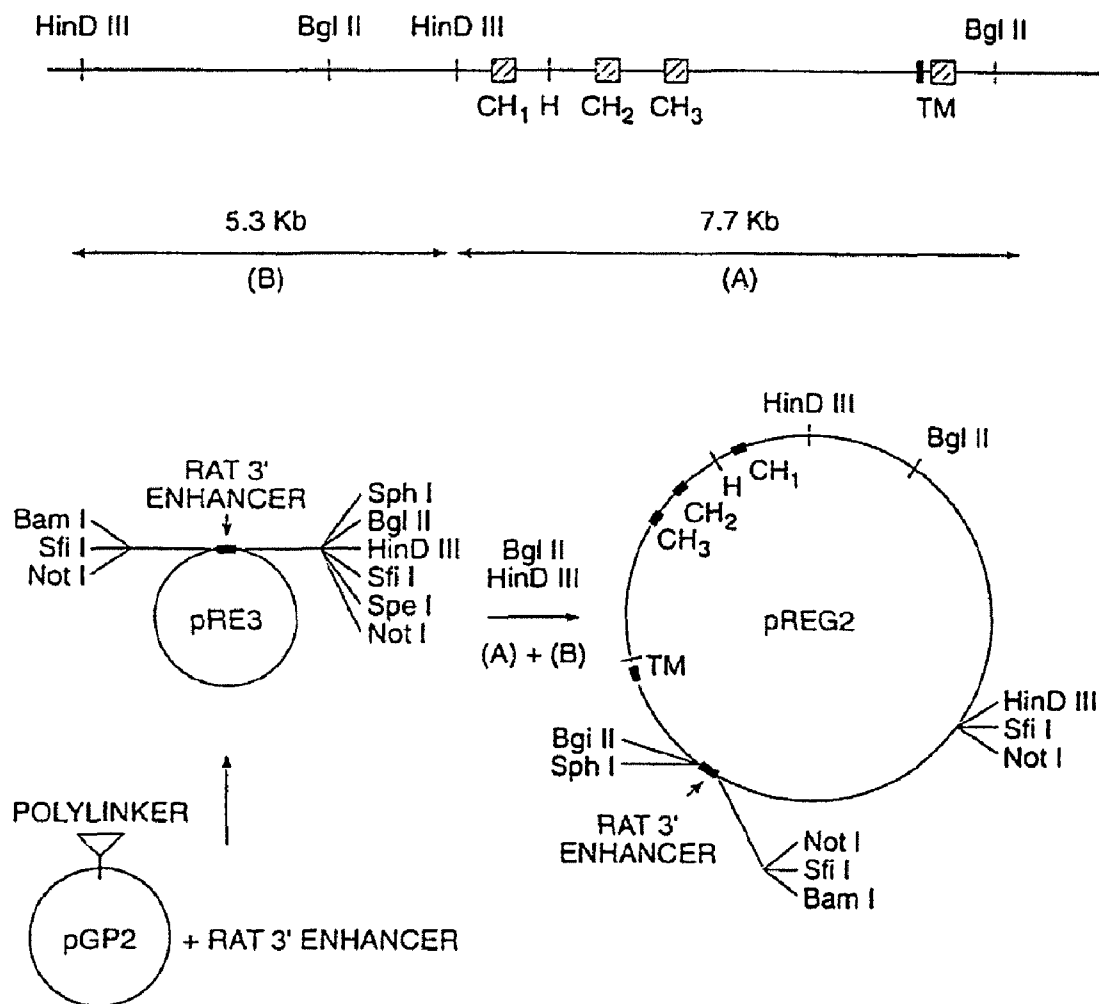 HinD III Bgl II HinD III Bgl II
CH₁ H CH₂ CH₃ TM
5.3 Kb 7.7 Kb
(B) (A)
RAT 3'
ENHANCER
Bam I
Sfi I
Not I
Sph I
Bgl II
HinD III
Sfi I
Spe I
Not I
pRE3
Bgl II
HinD III
(A) + (B)
HinD III
Bgl II
CH₁
H
CH₂
CH₃
pREG2
TM
Bgi II
Sph I
RAT 3'
ENHANCER
HinD III
Sfi I
Not I
Not I
Sfi I
Bam I
POLYLINKER
pGP2
+ RAT 3' ENHANCER